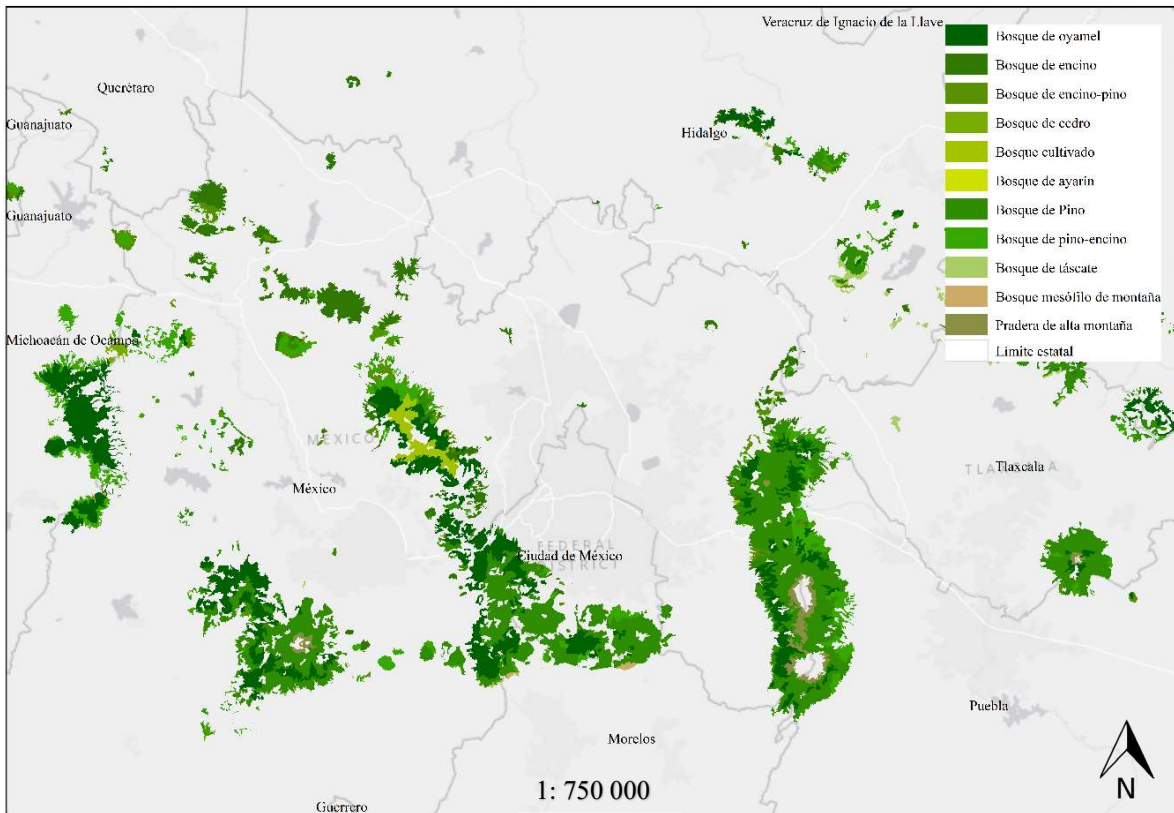 Veracruz de Ignacio de la Llave
Bosque de oyamel
Bosque de encino
Bosque de encino-pino
Bosque de cedro
Bosque cultivado
Bosque de ayarín
Bosque de Pino
Bosque de pino-encino
Bosque de táscate
Bosque mesófilo de montaña
Pradera de alta montaña
Límite estatal
Querétaro
Guanajuato
Hidalgo
Guanajuato
Michoacán de Ocampo
MÉXICO
México
TLAXCALA
Tlaxcala
Ciudad de México
FEDERAL
DISTRICT
Puebla
Morelos
1: 750 000
Guerrero
N